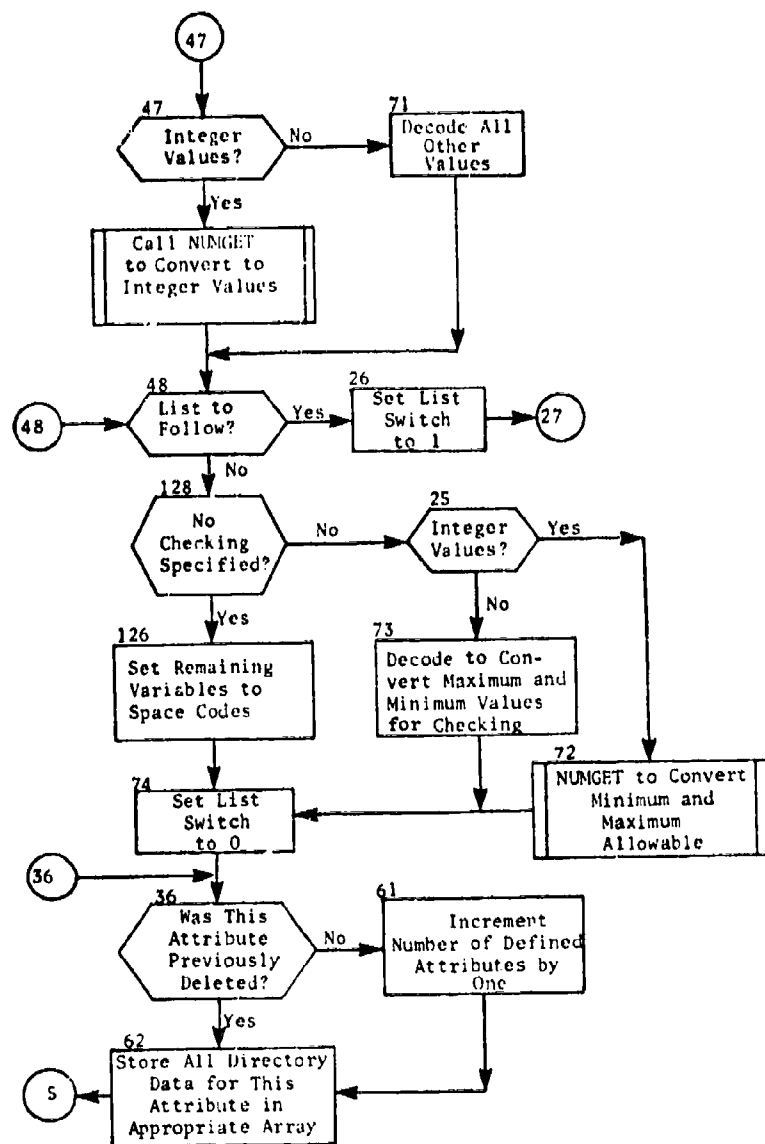 47
47
Integer
Values?
No
71
Decode All
Other
Values
Yes
Call NUMGET
to Convert to
Integer Values
48
48
List to
Follow?
Yes
26
Set List
Switch
to 1
27
No
128
No
Checking
Specified?
No
25
Integer
Values?
Yes
Yes
No
126
Set Remaining
Variables to
Space Codes
73
Decode to Con-
vert Maximum and
Minimum Values
for Checking
72
NUMGET to Convert
Minimum and
Maximum
Allowable
74
Set List
Switch
to 0
36
36
Was This
Attribute
Previously
Deleted?
No
61
Increment
Number of Defined
Attributes by
One
Yes
62
Store All Directory
Data for This
Attribute in
Appropriate Array
S